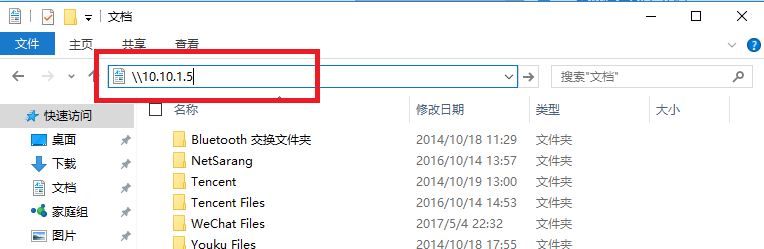 文档
文件 主页 共享 查看
\\10.10.1.5 搜索"文档"
快速访问 名称 修改日期 类型 大小
桌面 Bluetooth 交换文件夹 2014/10/18 11:29 文件夹
下载 NetSarang 2016/10/14 13:57 文件夹
文档 Tencent 2014/10/19 13:00 文件夹
Tencent Files 2016/10/14 14:53 文件夹
家庭组 WeChat Files 2017/5/4 22:32 文件夹
图片 Youku Files 2014/10/18 17:55 文件夹